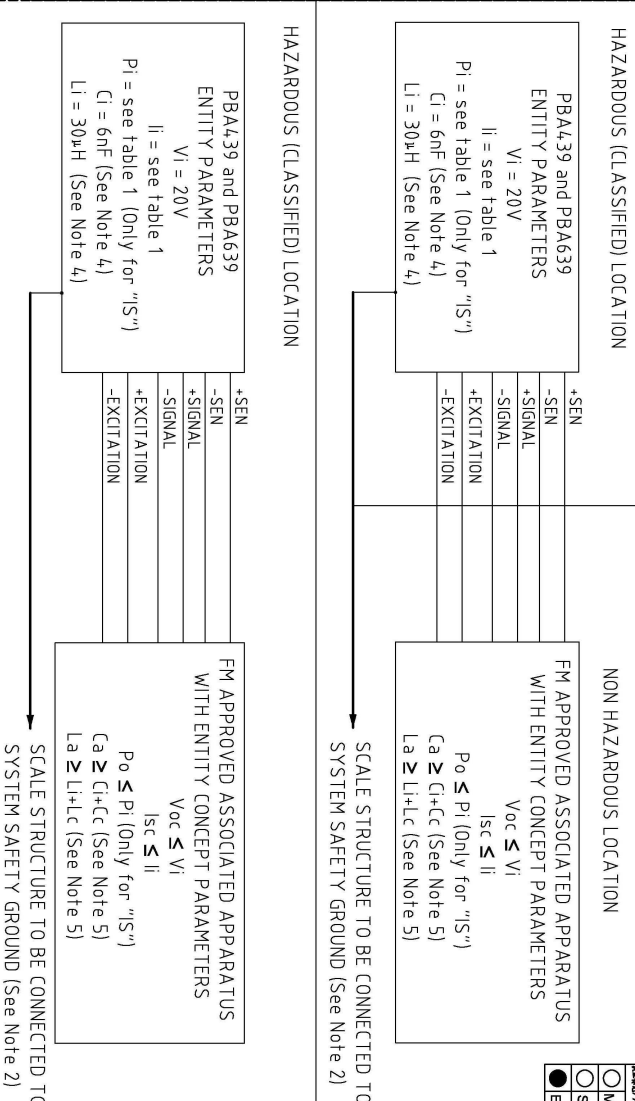 HAZARDOUS (CLASSIFIED) LOCATION
NON HAZARDOUS LOCATION
PBA439 and PBA639
ENTITY PARAMETERS
Vi = 20V
Ii = see table 1
Pi = see table 1 (Only for "IS")
Ci = 6nF (See Note 4)
Li = 30µH (See Note 4)
+SEN
-SEN
+SIGNAL
-SIGNAL
+EXCITATION
-EXCITATION
FM APPROVED ASSOCIATED APPARATUS
WITH ENTITY CONCEPT PARAMETERS
Voc ≤ Vi
Isc ≤ Ii
Po ≤ Pi (Only for "IS")
Ca ≥ Ci+Cc (See Note 5)
La ≥ Li+Lc (See Note 5)
SCALE STRUCTURE TO BE CONNECTED TO
SYSTEM SAFETY GROUND (See Note 2)
HAZARDOUS (CLASSIFIED) LOCATION
PBA439 and PBA639
ENTITY PARAMETERS
Vi = 20V
Ii = see table 1
Pi = see table 1 (Only for "IS")
Ci = 6nF (See Note 4)
Li = 30µH (See Note 4)
+SEN
-SEN
+SIGNAL
-SIGNAL
+EXCITATION
-EXCITATION
FM APPROVED ASSOCIATED APPARATUS
WITH ENTITY CONCEPT PARAMETERS
Voc ≤ Vi
Isc ≤ Ii
Po ≤ Pi (Only for "IS")
Ca ≥ Ci+Cc (See Note 5)
La ≥ Li+Lc (See Note 5)
SCALE STRUCTURE TO BE CONNECTED TO
SYSTEM SAFETY GROUND (See Note 2)